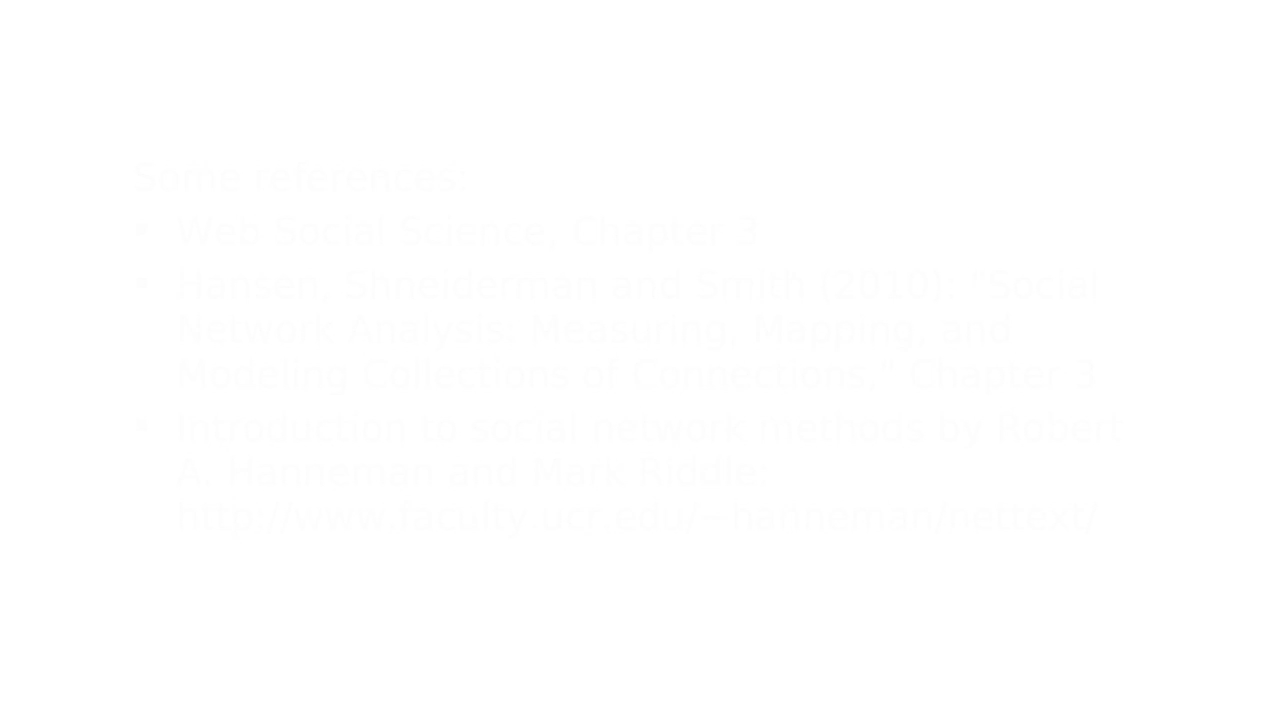 Some references:
• Web Social Science, Chapter 3
• Hansen, Shneiderman and Smith (2010) "Social
Network Analysis: Measuring, Mapping, and
Modeling Collections of Connections," Chapter 3
• Introduction to social network methods by Robert
A. Hanneman and Mark Riddle:
http://www.faculty.ucr.edu/~hanneman/nettext/